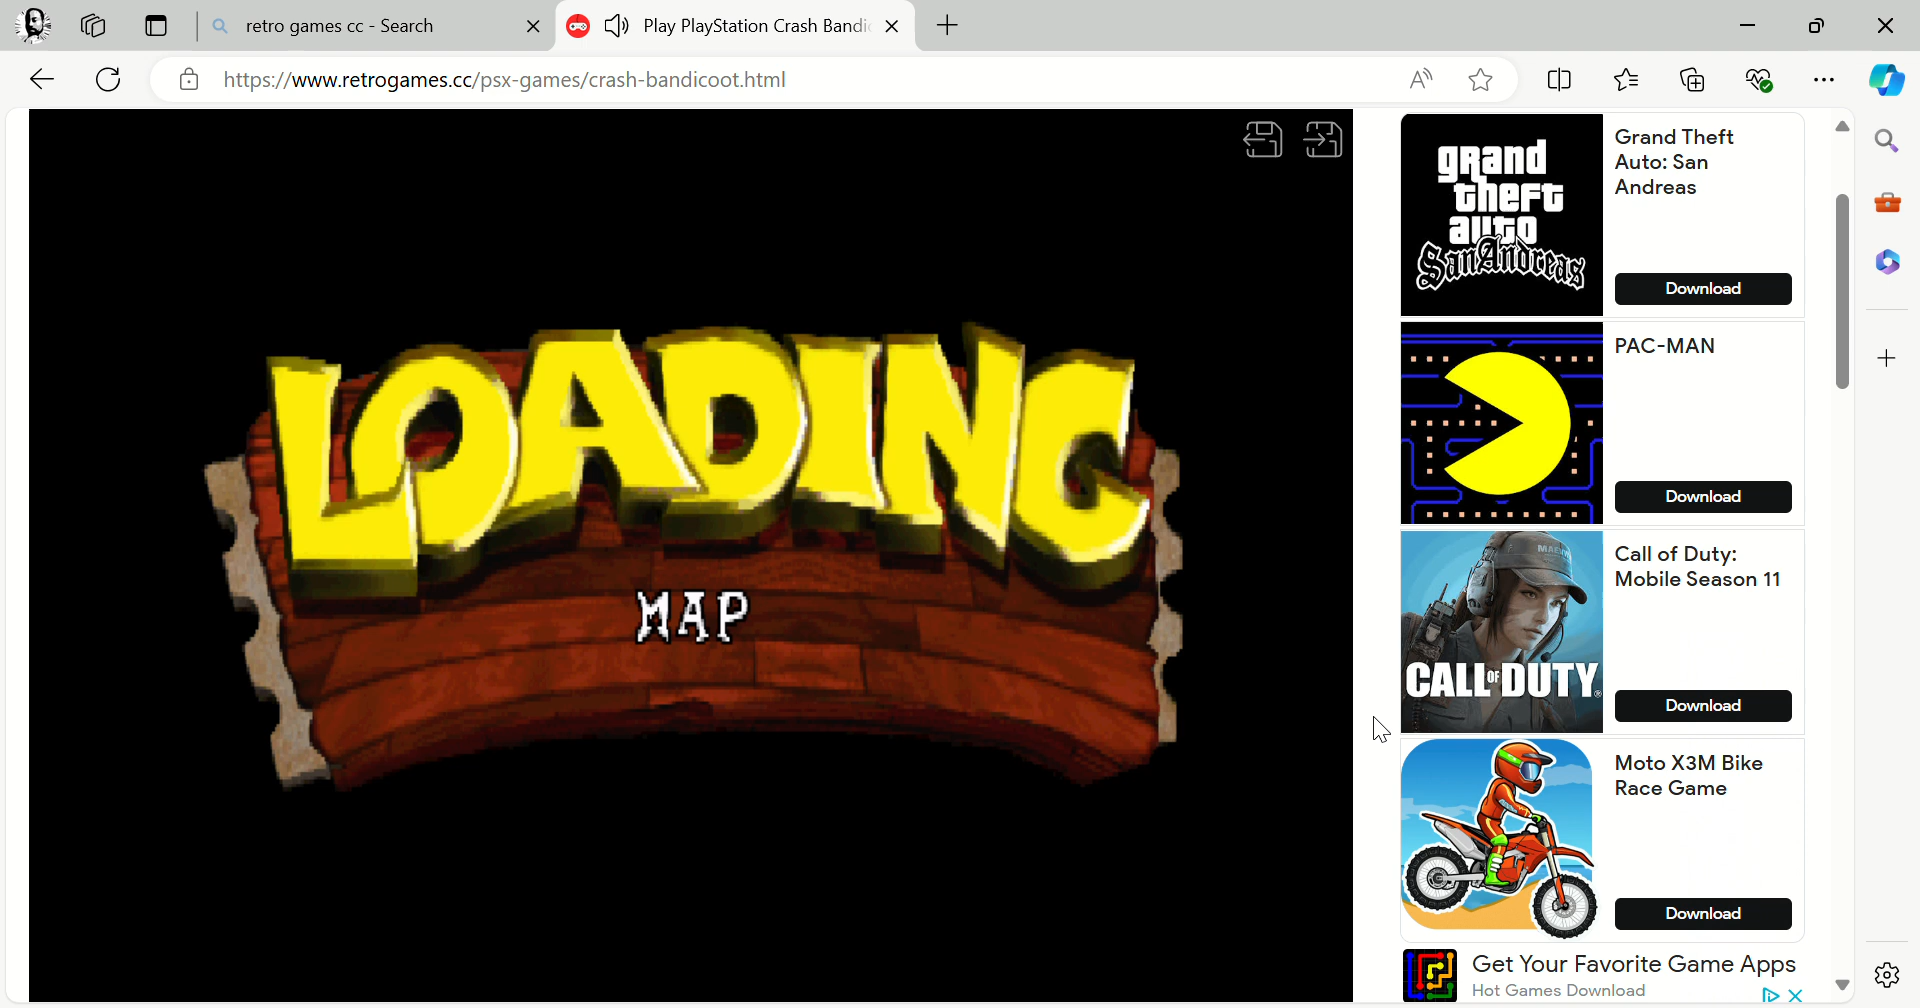 retro games cc - Search
Play PlayStation Crash Bandic
https://www.retrogames.cc/psx-games/crash-bandicoot.html
LOADING
MAP
grand
theft
auto
San Andreas
Grand Theft
Auto: San
Andreas
Download
PAC-MAN
Download
CALL OF DUTY
Call of Duty:
Mobile Season 11
Download
Moto X3M Bike
Race Game
Download
Get Your Favorite Game Apps
Hot Games Download